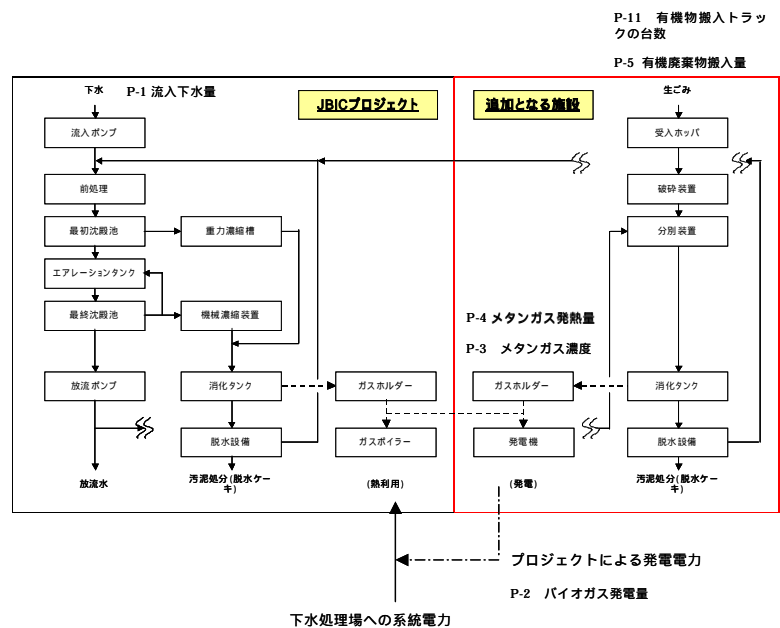 P-11 有機物搬入トラッ
クの台数
P-5 有機廃棄物搬入量
下水
P-1 流入下水量
JBICプロジェクト
追加となる施設
生ごみ
流入ポンプ
受入ホッパ
前処理
破砕装置
最初沈殿池
重力濃縮槽
分別装置
エアレーションタンク
最終沈殿池
機械濃縮装置
P-4 メタンガス発熱量
P-3 メタンガス濃度
放流ポンプ
消化タンク
ガスホルダー
ガスホルダー
消化タンク
脱水設備
ガスボイラー
発電機
脱水設備
放流水
汚泥処分(脱水ケー
キ)
(熱利用)
(発電)
汚泥処分(脱水ケー
キ)
プロジェクトによる発電電力
P-2 バイオガス発電量
下水処理場への系統電力